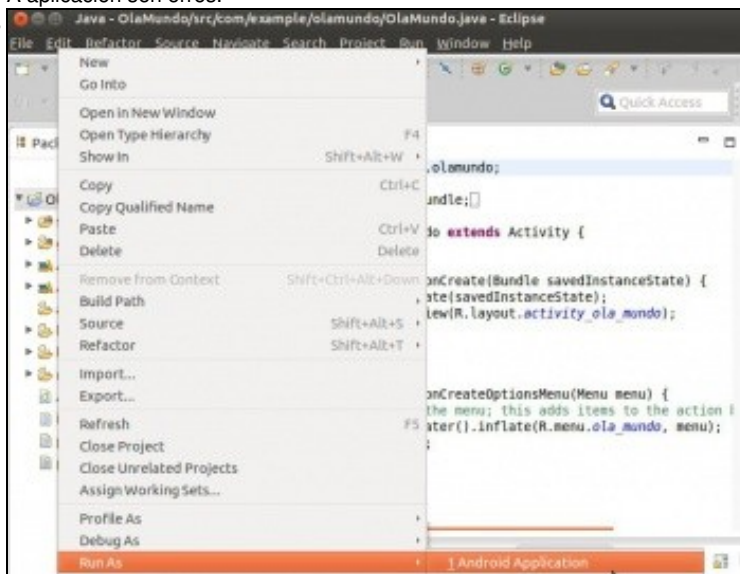 A aplicación sen erros.
Java - OlaMundo/src/com/example/olamundo/OlaMundo.java - Eclipse
File Edit Refactor Source Navigate Search Project Run Window Help
Quick Access
New
Go Into
Open in New Window
Open Type Hierarchy F4
Show In Shift+Alt+W
Copy Ctrl+C
Copy Qualified Name
Paste Ctrl+V
Delete Delete
Remove from Context Shift+Ctrl+Alt+Down
Build Path
Source Shift+Alt+S
Refactor Shift+Alt+T
Import...
Export...
Refresh F5
Close Project
Close Unrelated Projects
Assign Working Sets...
Profile As
Debug As
Run As
1 Android Application
Pacl
Ol
.olamundo;
undle;
do extends Activity {
onCreate(Bundle savedInstanceState) {
ate(savedInstanceState);
iew(R.layout.activity_ola_mundo);
onCreateOptionsMenu(Menu menu) {
the menu; this adds items to the action
ater().inflate(R.menu.ola_mundo, menu);
;